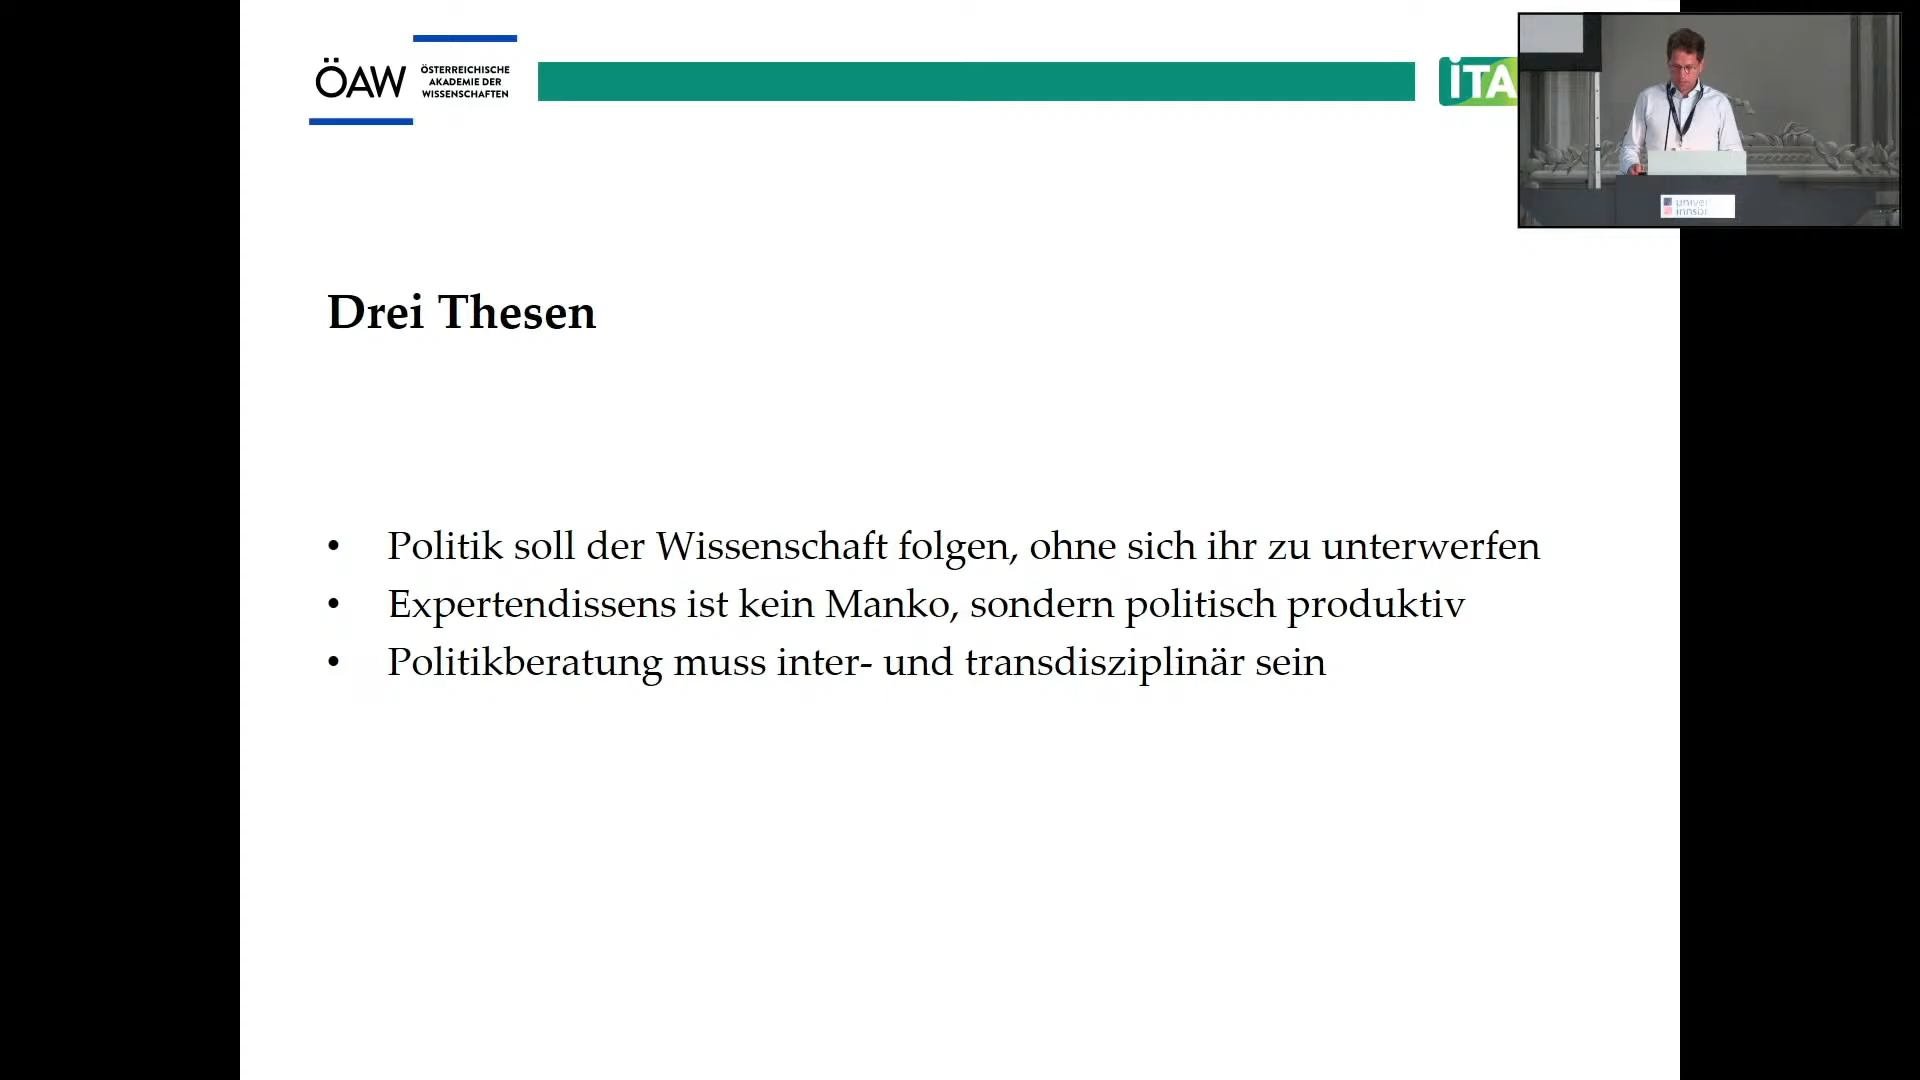 ÖAW
ÖSTERREICHISCHE
AKADEMIE DER
WISSENSCHAFTEN
ITA
Drei Thesen
• Politik soll der Wissenschaft folgen, ohne sich ihr zu unterwerfen
• Expertendissens ist kein Manko, sondern politisch produktiv
• Politikberatung muss inter- und transdisziplinär sein